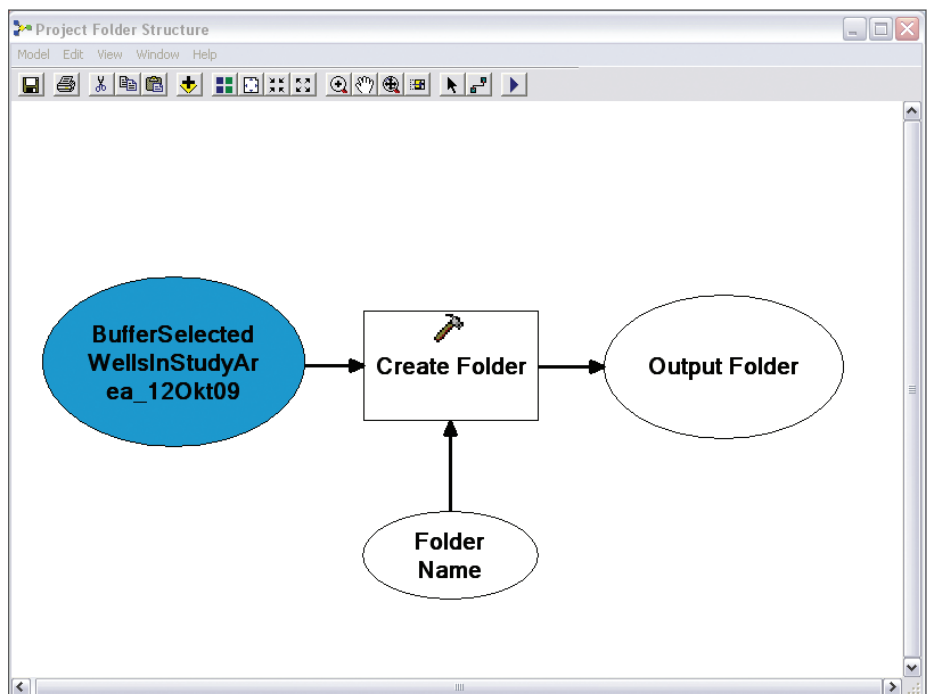 Project Folder Structure
Model Edit View Window Help
BufferSelected
WellsInStudyAr
ea_12Okt09
Create Folder
Output Folder
Folder
Name